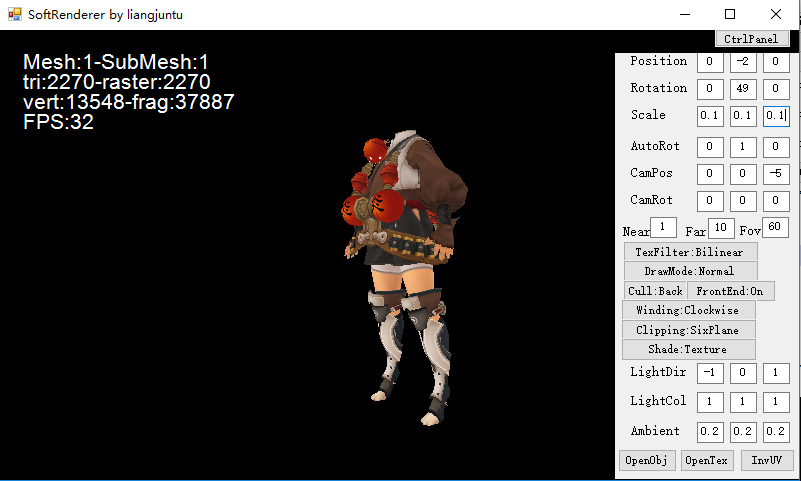 SoftRenderer by liangjuntu
CtrlPanel
Mesh:1-SubMesh:1
tri:2270-raster:2270
vert:13548-frag:37887
FPS:32
Position 0 -2 0
Rotation 0 49 0
Scale 0.1 0.1 0.1
AutoRot 0 1 0
CamPos 0 0 -5
CamRot 0 0 0
Near 1 Far 10 Fov 60
TexFilter:Bilinear
DrawMode:Normal
Cull:Back FrontEnd:On
Winding:Clockwise
Clipping:SixPlane
Shade:Texture
LightDir -1 0 1
LightCol 1 1 1
Ambient 0.2 0.2 0.2
OpenObj OpenTex InvUV